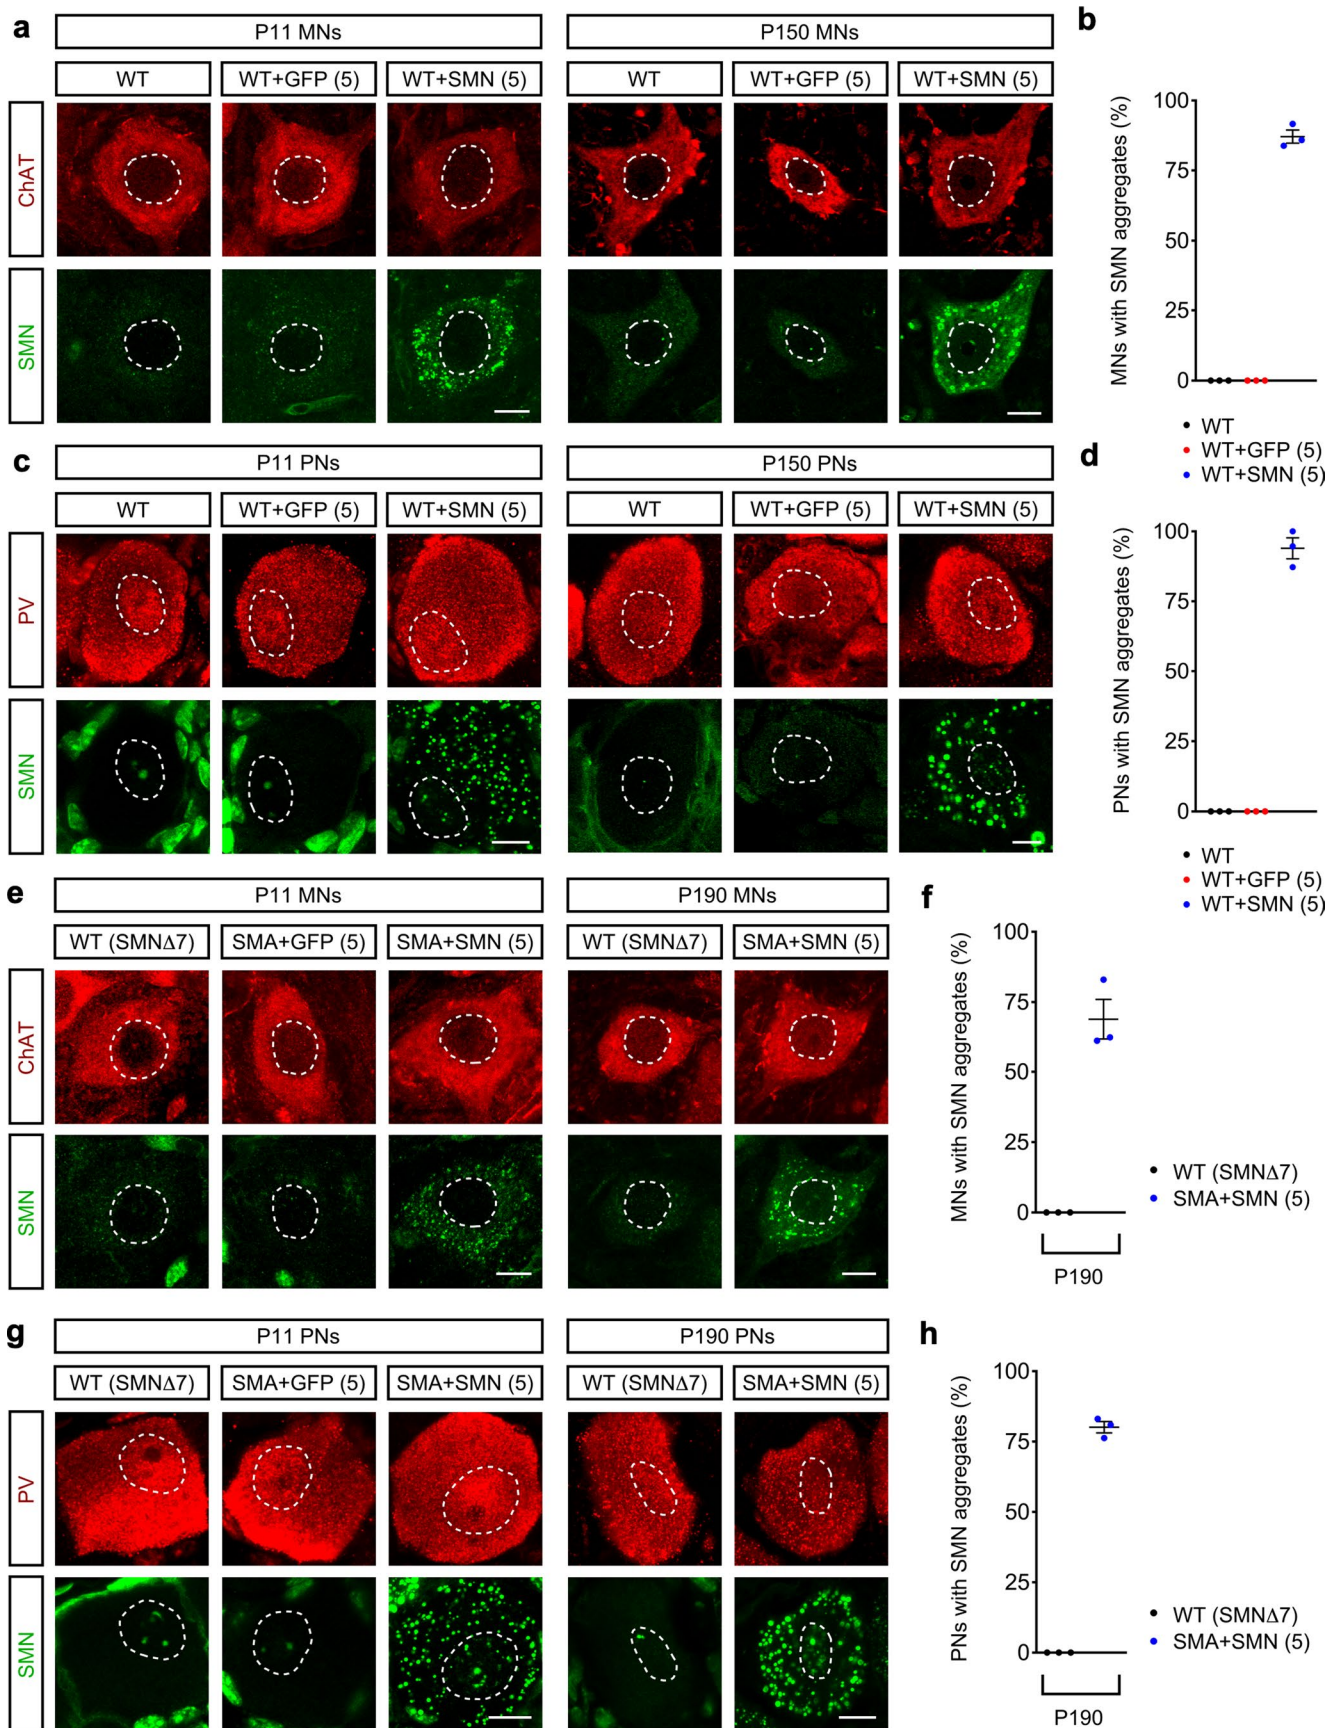 a
P11 MNs
P150 MNs
WT
WT+GFP (5)
WT+SMN (5)
WT
WT+GFP (5)
WT+SMN (5)
ChAT
SMN
b
MNs with SMN aggregates (%)
100
75
50
25
0
WT
WT+GFP (5)
WT+SMN (5)
c
P11 PNs
P150 PNs
WT
WT+GFP (5)
WT+SMN (5)
WT
WT+GFP (5)
WT+SMN (5)
PV
SMN
d
PNs with SMN aggregates (%)
100
75
50
25
0
WT
WT+GFP (5)
WT+SMN (5)
e
P11 MNs
P190 MNs
WT (SMNΔ7)
SMA+GFP (5)
SMA+SMN (5)
WT (SMNΔ7)
SMA+SMN (5)
ChAT
SMN
f
MNs with SMN aggregates (%)
100
75
50
25
0
WT (SMNΔ7)
SMA+SMN (5)
P190
g
P11 PNs
P190 PNs
WT (SMNΔ7)
SMA+GFP (5)
SMA+SMN (5)
WT (SMNΔ7)
SMA+SMN (5)
PV
SMN
h
PNs with SMN aggregates (%)
100
75
50
25
0
WT (SMNΔ7)
SMA+SMN (5)
P190